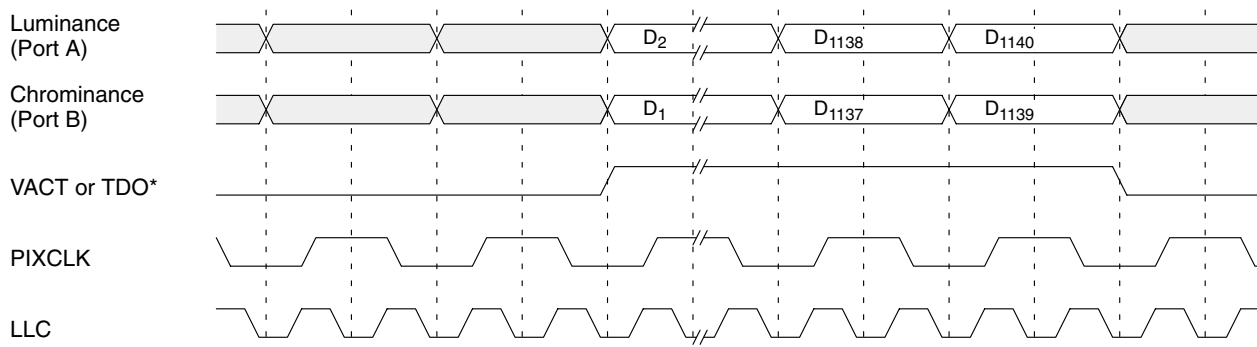 Luminance
(Port A)
D2 D1138 D1140
Chrominance
(Port B)
D1 D1137 D1139
VACT or TDO*
PIXCLK
LLC